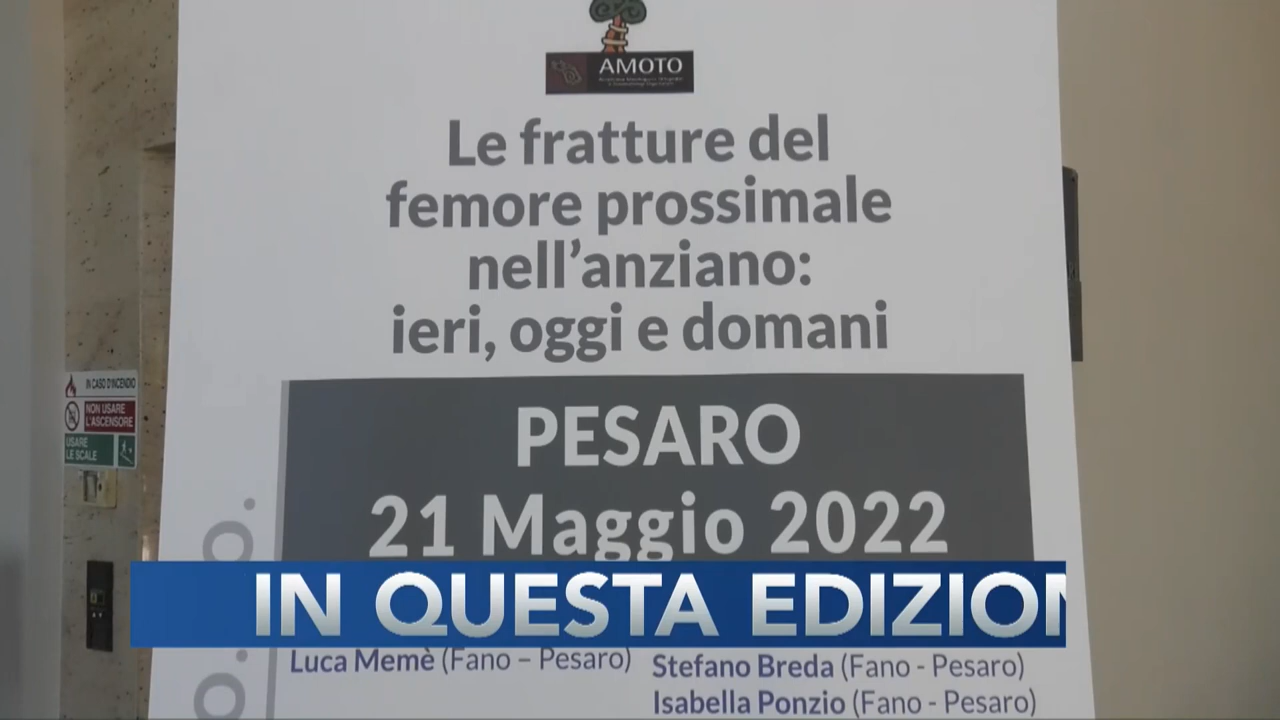 AMOTO
Le fratture del
femore prossimale
nell'anziano:
ieri, oggi e domani
PESARO
21 Maggio 2022
IN CASO D'INCENDIO
NON USARE
L'ASCENSORE
USARE
LE SCALE
IN QUESTA EDIZION
Luca Memè (Fano – Pesaro)
Stefano Breda (Fano - Pesaro)
Isabella Ponzio (Fano - Pesaro)